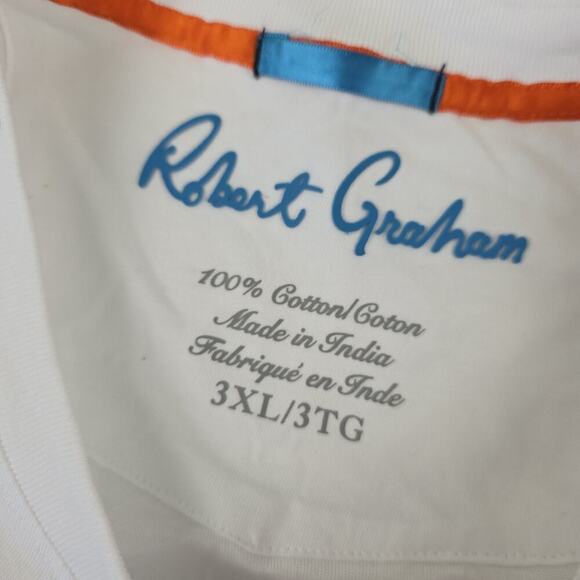 Robert Graham
100% Cotton/Coton
Made in India
Fabriqué en Inde
3XL/3TG